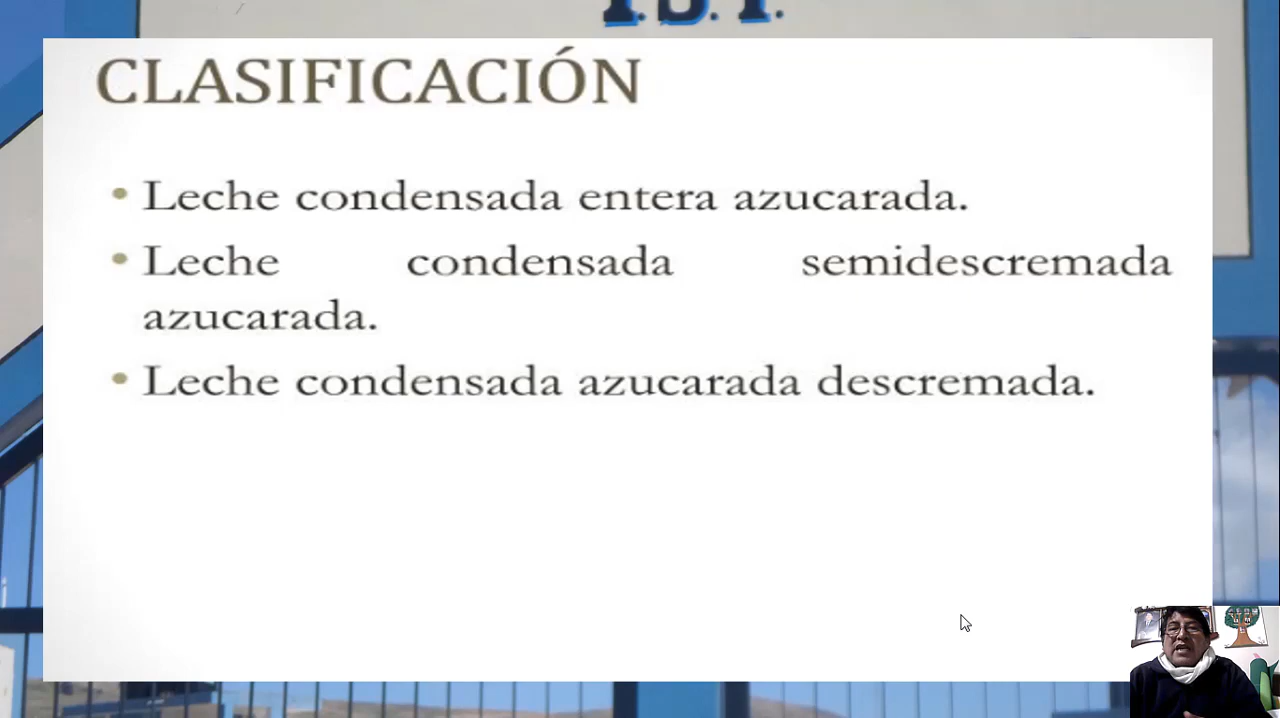 I.S.T.
CLASIFICACIÓN
• Leche condensada entera azucarada.
• Leche condensada semidescremada
azucarada.
• Leche condensada azucarada descremada.